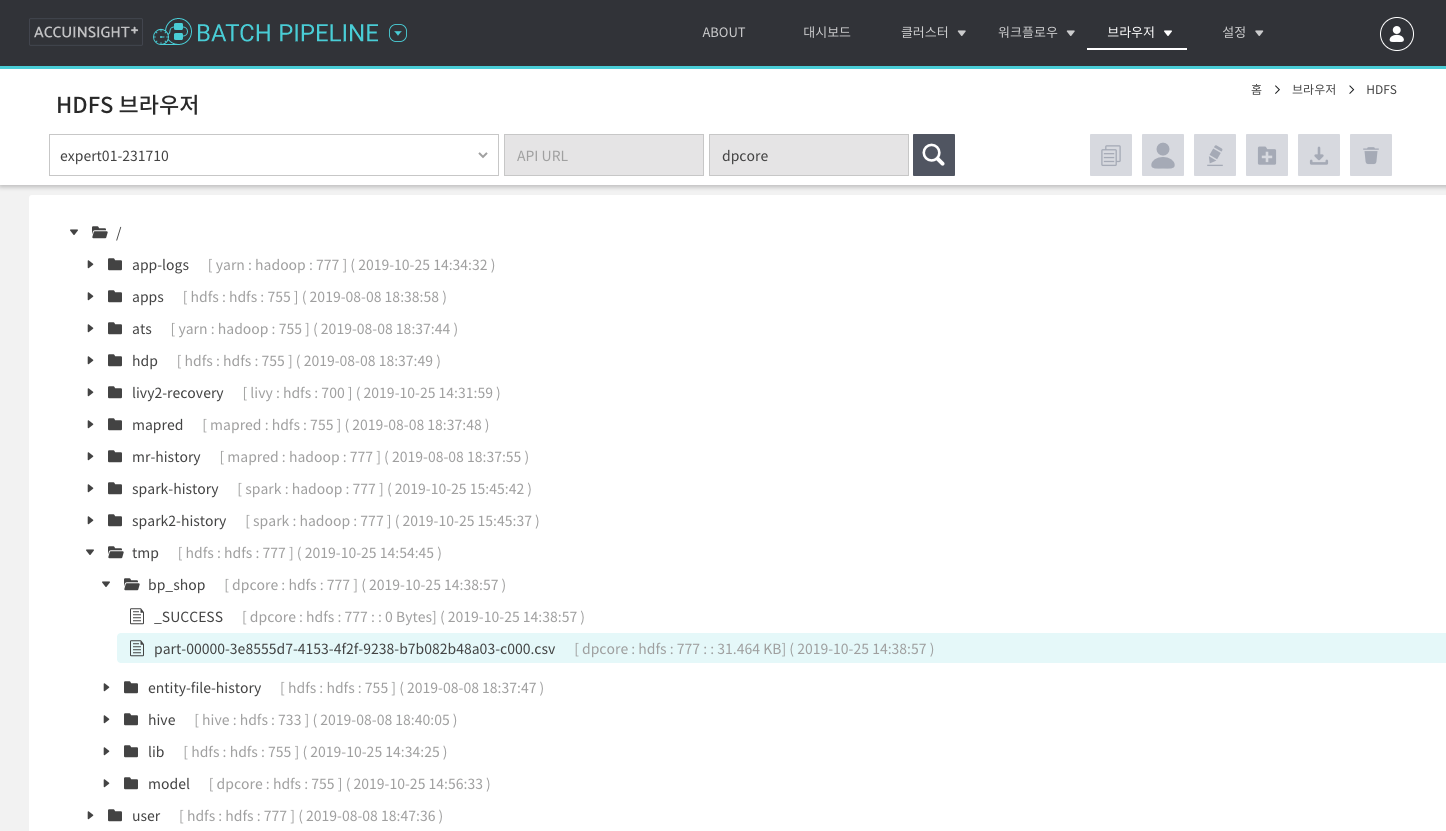 ACCUINSIGHT+ BATCH PIPELINE ABOUT 대시보드 클러스터 워크플로우 브라우저 설정
홈 > 브라우저 > HDFS
HDFS 브라우저
expert01-231710 API URL dpcore
/
app-logs [ yarn : hadoop : 777 ] ( 2019-10-25 14:34:32 )
apps [ hdfs : hdfs : 755 ] ( 2019-08-08 18:38:58 )
ats [ yarn : hadoop : 755 ] ( 2019-08-08 18:37:44 )
hdp [ hdfs : hdfs : 755 ] ( 2019-08-08 18:37:49 )
livy2-recovery [ livy : hdfs : 700 ] ( 2019-10-25 14:31:59 )
mapred [ mapred : hdfs : 755 ] ( 2019-08-08 18:37:48 )
mr-history [ mapred : hadoop : 777 ] ( 2019-08-08 18:37:55 )
spark-history [ spark : hadoop : 777 ] ( 2019-10-25 15:45:42 )
spark2-history [ spark : hadoop : 777 ] ( 2019-10-25 15:45:37 )
tmp [ hdfs : hdfs : 777 ] ( 2019-10-25 14:54:45 )
bp_shop [ dpcore : hdfs : 777 ] ( 2019-10-25 14:38:57 )
_SUCCESS [ dpcore : hdfs : 777 : : 0 Bytes] ( 2019-10-25 14:38:57 )
part-00000-3e8555d7-4153-4f2f-9238-b7b082b48a03-c000.csv [ dpcore : hdfs : 777 : : 31.464 KB] ( 2019-10-25 14:38:57 )
entity-file-history [ hdfs : hdfs : 755 ] ( 2019-08-08 18:37:47 )
hive [ hive : hdfs : 733 ] ( 2019-08-08 18:40:05 )
lib [ hdfs : hdfs : 755 ] ( 2019-10-25 14:34:25 )
model [ dpcore : hdfs : 755 ] ( 2019-10-25 14:56:33 )
user [ hdfs : hdfs : 777 ] ( 2019-08-08 18:47:36 )